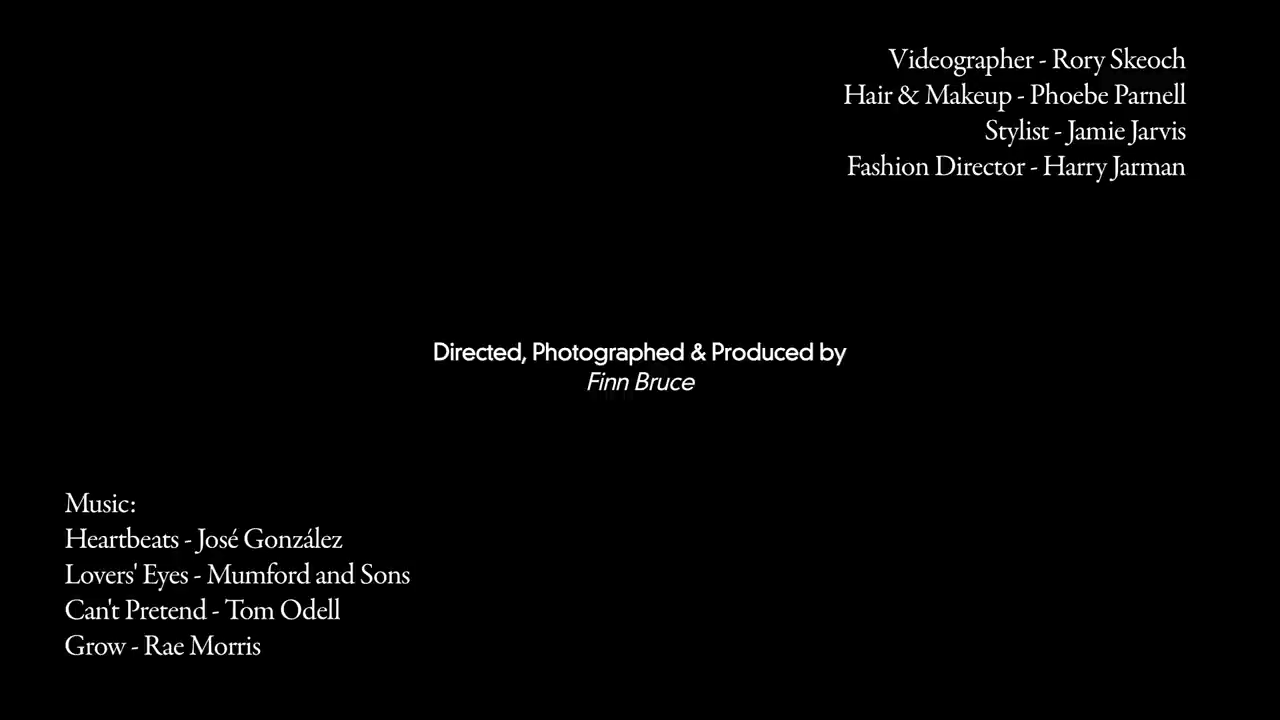 Videographer - Rory Skeoch
Hair & Makeup - Phoebe Parnell
Stylist - Jamie Jarvis
Fashion Director - Harry Jarman
Directed, Photographed & Produced by
Finn Bruce
Music:
Heartbeats - José González
Lovers' Eyes - Mumford and Sons
Can't Pretend - Tom Odell
Grow - Rae Morris